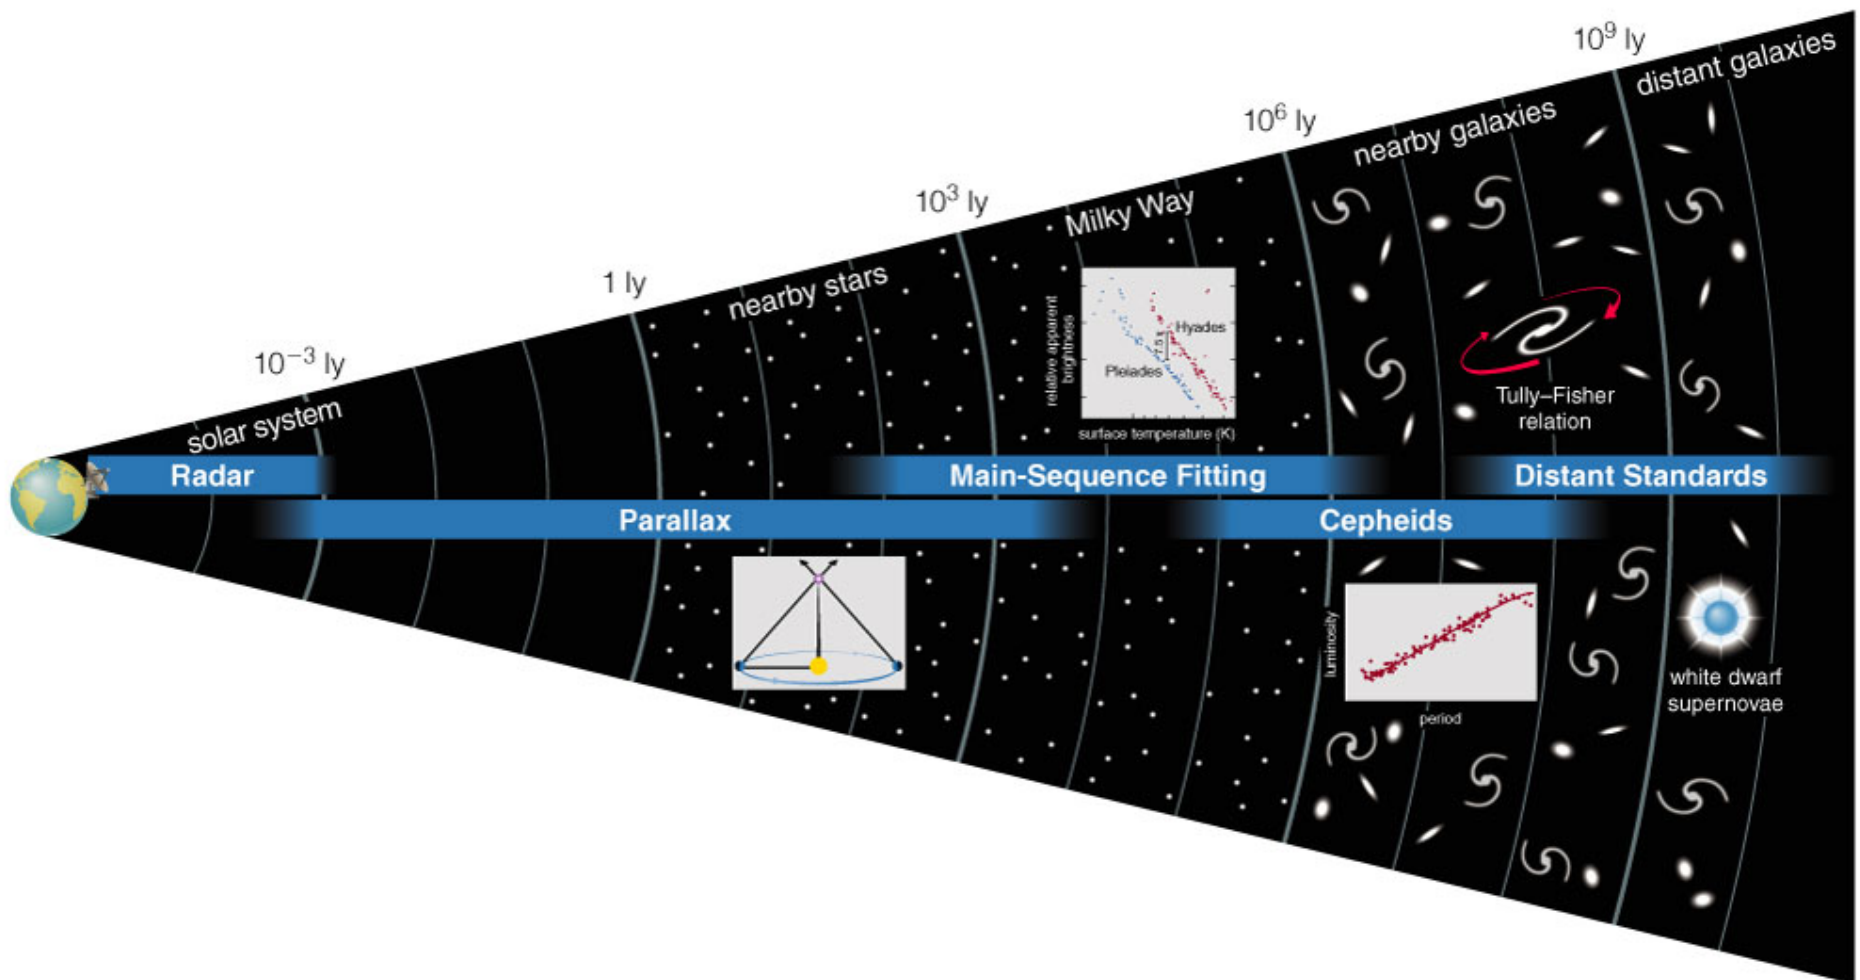 10⁻³ ly
1 ly
10³ ly
10⁶ ly
10⁹ ly
solar system
nearby stars
Milky Way
nearby galaxies
distant galaxies
relative apparent
brightness
Hyades
7.5 x
Pleiades
surface temperature (K)
Tully–Fisher
relation
Radar
Main-Sequence Fitting
Distant Standards
Parallax
Cepheids
luminosity
period
white dwarf
supernovae